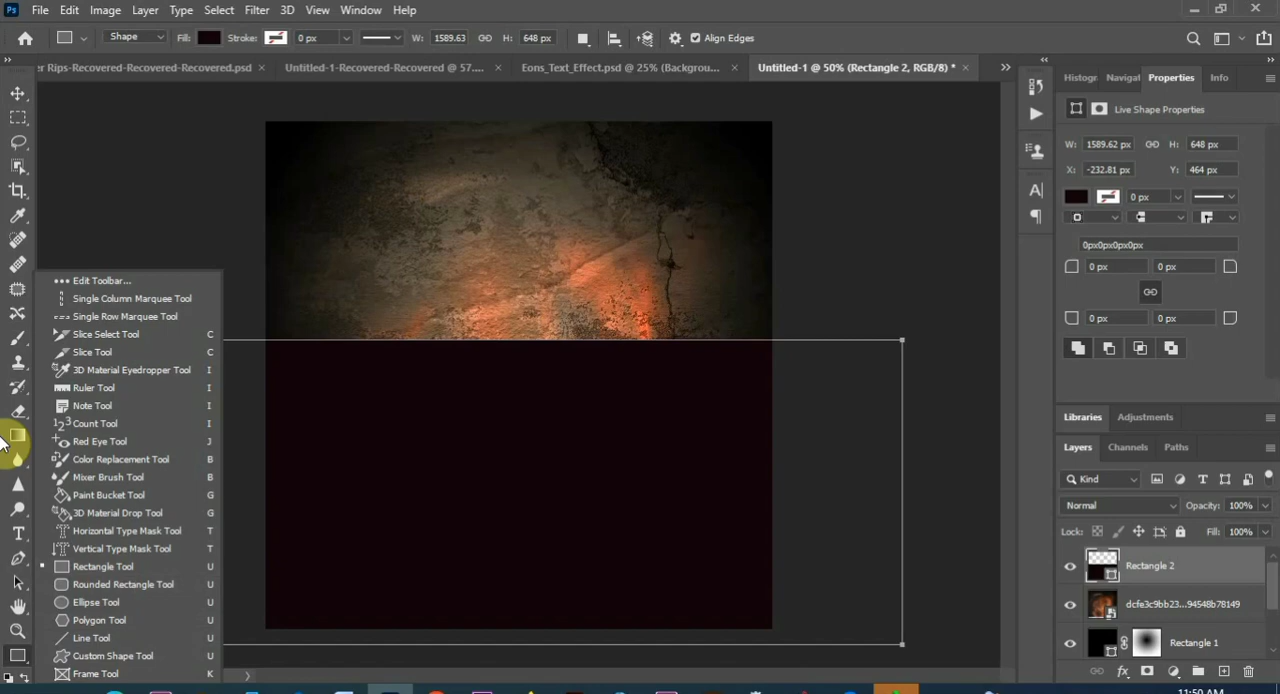 Ps File Edit Image Layer Type Select Filter 3D View Window Help
Shape Fill: Stroke: 0 px W: 1589.63 H: 648 px Align Edges
er Rips-Recovered-Recovered-Recovered.psd × Untitled-1-Recovered-Recovered @ 57.... × Eons_Text_Effect.psd @ 25% (Backgrou... × Untitled-1 @ 50% (Rectangle 2, RGB/8) * ×
Histogr Navigat Properties Info
Live Shape Properties
W: 1589.62 px H: 648 px
X: -232.81 px Y: 464 px
0 px
0px0px0px0px
0 px 0 px
0 px 0 px
Edit Toolbar...
Single Column Marquee Tool
Single Row Marquee Tool
Slice Select Tool C
Slice Tool C
3D Material Eyedropper Tool I
Ruler Tool I
Note Tool I
Count Tool I
Red Eye Tool J
Color Replacement Tool B
Mixer Brush Tool B
Paint Bucket Tool G
3D Material Drop Tool G
Horizontal Type Mask Tool T
Vertical Type Mask Tool T
Rectangle Tool U
Rounded Rectangle Tool U
Ellipse Tool U
Polygon Tool U
Line Tool U
Custom Shape Tool U
Frame Tool K
Libraries Adjustments
Layers Channels Paths
Kind
Normal Opacity: 100%
Lock: Fill: 100%
Rectangle 2
dcfe3c9bb23...94548b78149
Rectangle 1
11:50 AM